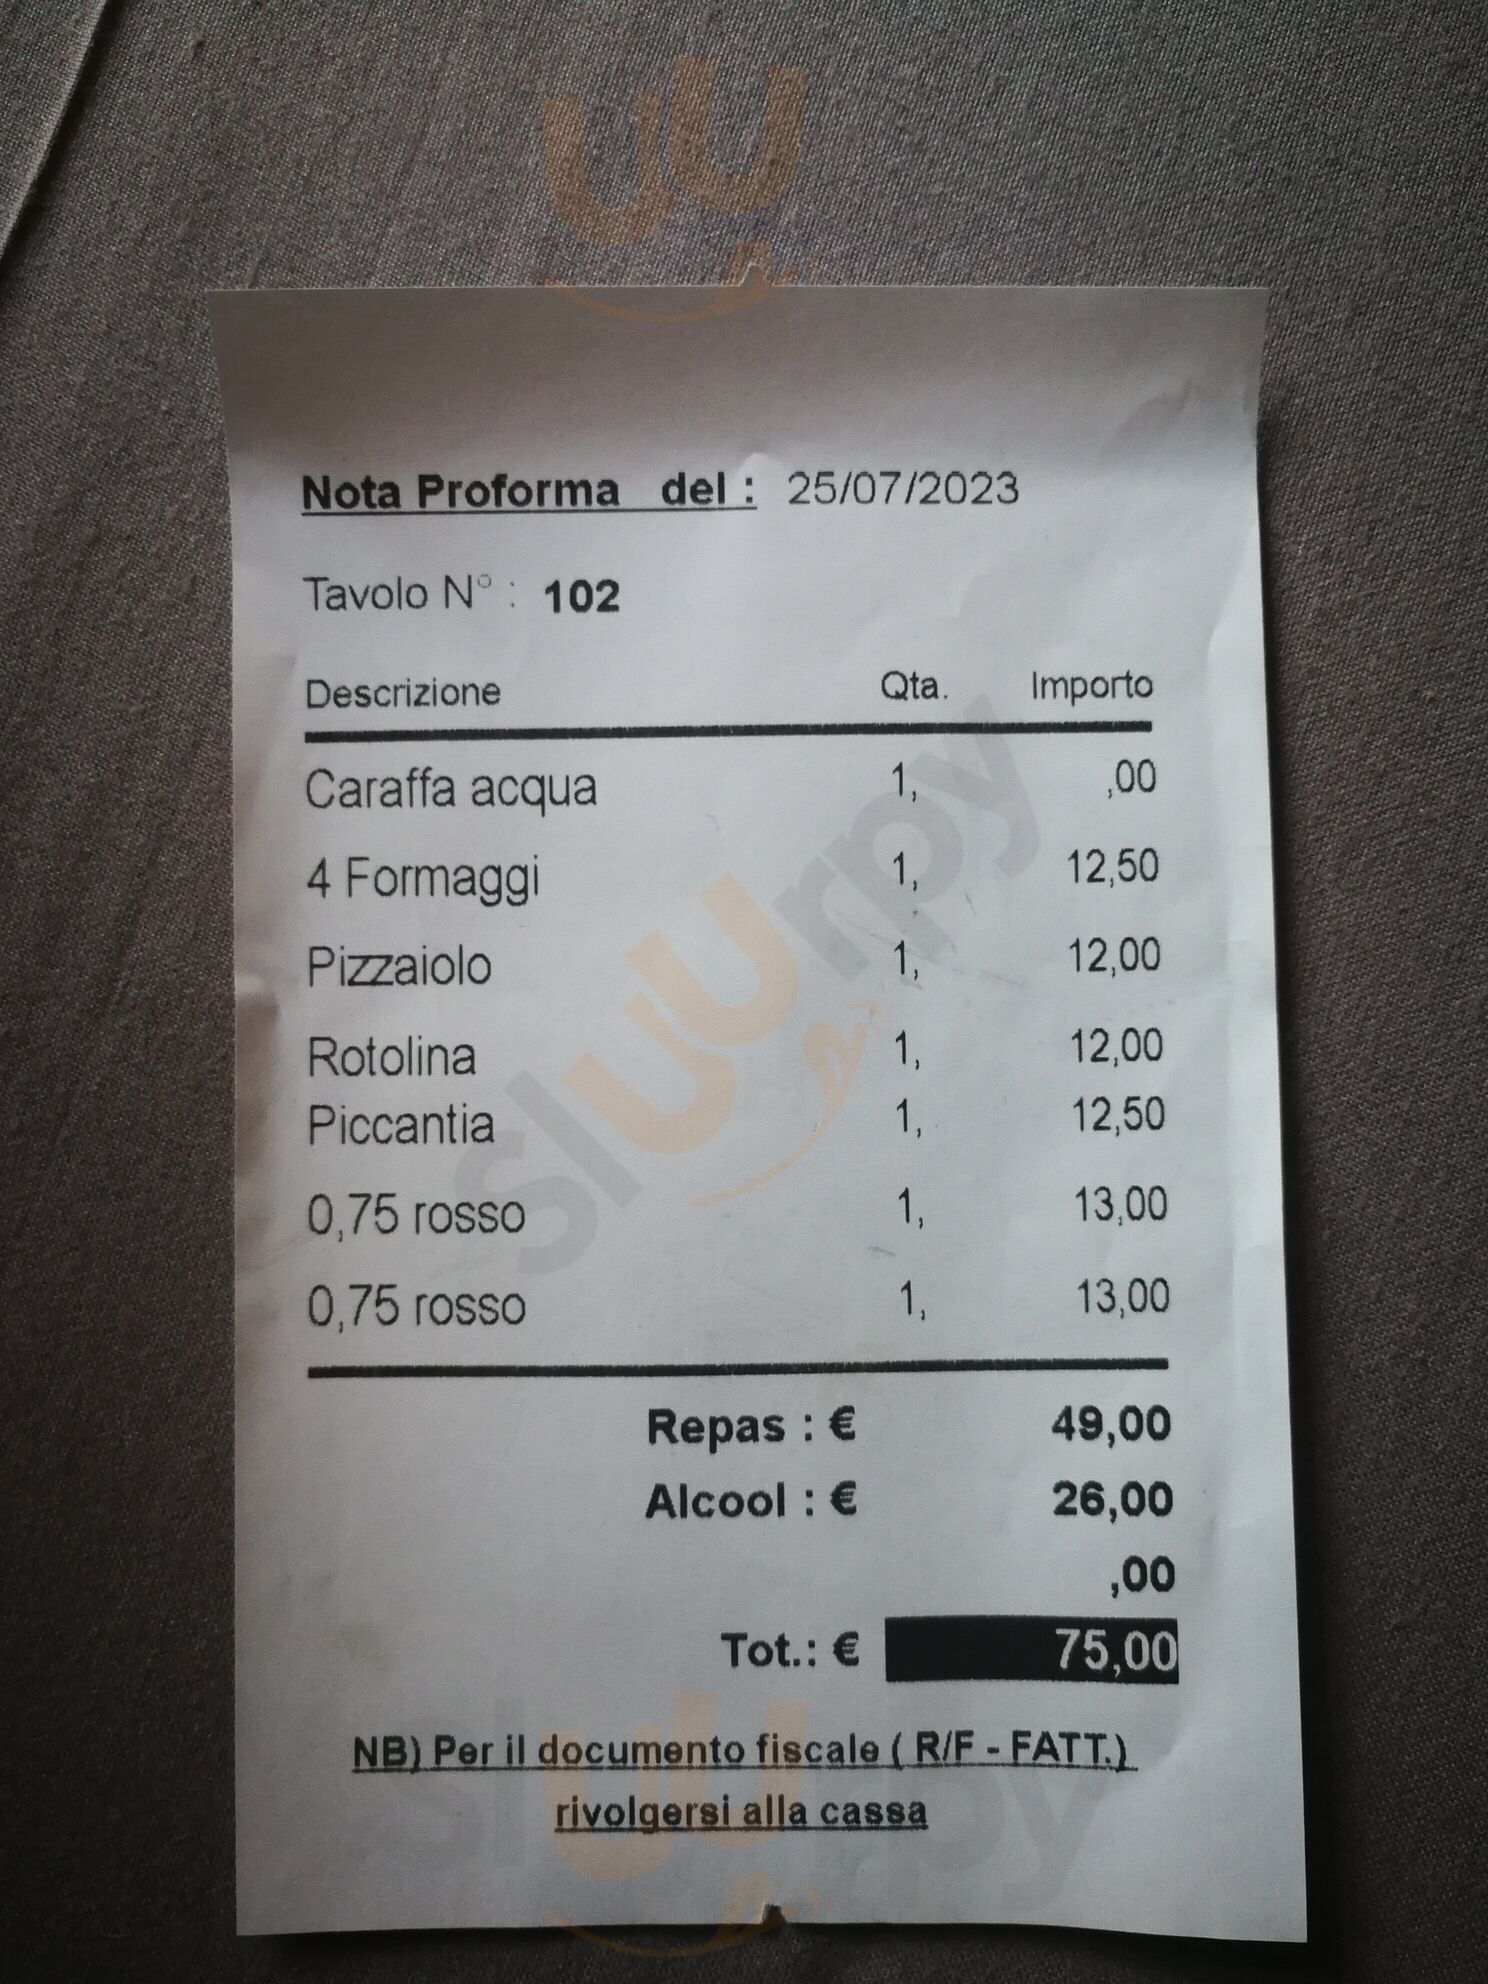 Nota Proforma del : 25/07/2023
Tavolo N° : 102
Descrizione Qta. Importo
Caraffa acqua 1, ,00
4 Formaggi 1, 12,50
Pizzaiolo 1, 12,00
Rotolina 1, 12,00
Piccantia 1, 12,50
0,75 rosso 1, 13,00
0,75 rosso 1, 13,00
Repas : € 49,00
Alcool : € 26,00
,00
Tot.: € 75,00
NB) Per il documento fiscale ( R/F - FATT.)
rivolgersi alla cassa
sluurpy
sluurpy